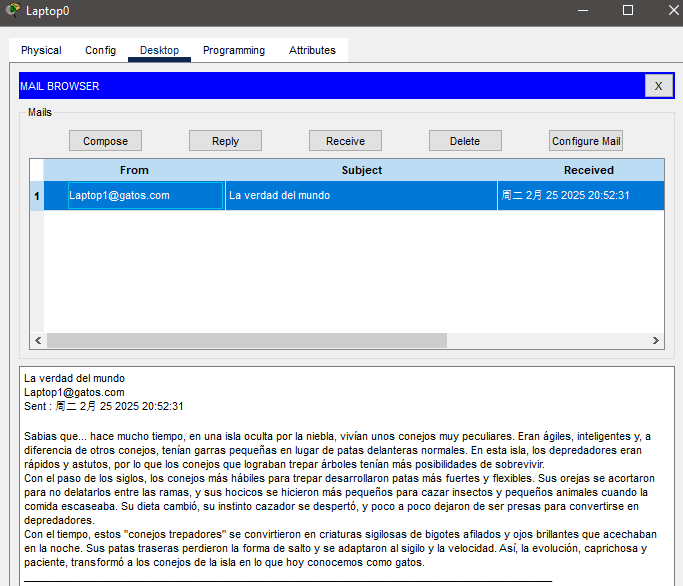 Laptop0
Physical Config Desktop Programming Attributes
MAIL BROWSER X
Mails
Compose Reply Receive Delete Configure Mail
From Subject Received
1 Laptop1@gatos.com La verdad del mundo 周二 2月 25 2025 20:52:31
La verdad del mundo
Laptop1@gatos.com
Sent : 周二 2月 25 2025 20:52:31
Sabias que... hace mucho tiempo, en una isla oculta por la niebla, vivían unos conejos muy peculiares. Eran ágiles, inteligentes y, a
diferencia de otros conejos, tenían garras pequeñas en lugar de patas delanteras normales. En esta isla, los depredadores eran
rápidos y astutos, por lo que los conejos que lograban trepar árboles tenían más posibilidades de sobrevivir.
Con el paso de los siglos, los conejos más hábiles para trepar desarrollaron patas más fuertes y flexibles. Sus orejas se acortaron
para no delatarlos entre las ramas, y sus hocicos se hicieron más pequeños para cazar insectos y pequeños animales cuando la
comida escaseaba. Su dieta cambió, su instinto cazador se despertó, y poco a poco dejaron de ser presas para convertirse en
depredadores.
Con el tiempo, estos "conejos trepadores" se convirtieron en criaturas sigilosas de bigotes afilados y ojos brillantes que acechaban
en la noche. Sus patas traseras perdieron la forma de salto y se adaptaron al sigilo y la velocidad. Así, la evolución, caprichosa y
paciente, transformó a los conejos de la isla en lo que hoy conocemos como gatos.